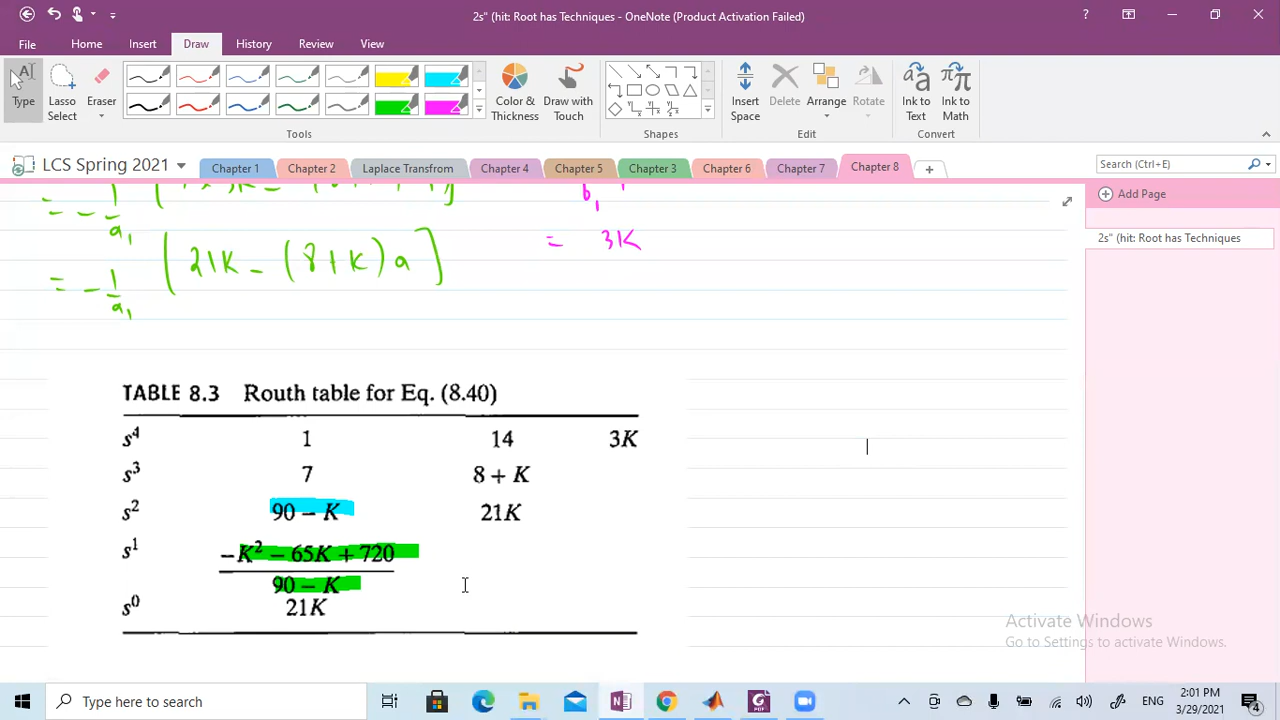 2s" (hit: Root has Techniques - OneNote (Product Activation Failed)
File Home Insert Draw History Review View
Type Lasso Select Eraser Color & Thickness Draw with Touch Insert Space Delete Arrange Rotate Ink to Text Ink to Math
Tools Shapes Edit Convert
LCS Spring 2021 Chapter 1 Chapter 2 Laplace Transfrom Chapter 4 Chapter 5 Chapter 3 Chapter 6 Chapter 7 Chapter 8 Search (Ctrl+E)
Add Page
2s" (hit: Root has Techniques
= 3K
= - 1/a₁ [ 21K - (8+K) a ]
TABLE 8.3 Routh table for Eq. (8.40)
s⁴ 1 14 3K
s³ 7 8 + K
s² 90 − K 21K
s¹ −K² − 65K + 720
90 − K
s⁰ 21K
Activate Windows
Go to Settings to activate Windows.
Type here to search
ENG 2:01 PM
3/29/2021 4